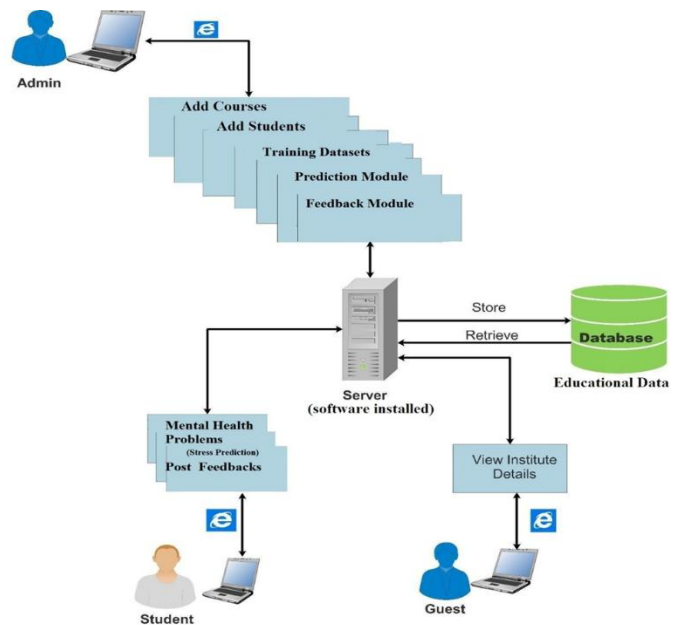 Admin
Add Courses
Add Students
Training Datasets
Prediction Module
Feedback Module
Store
Retrieve
Database
Educational Data
Server
(software installed)
Mental Health
Problems
(Stress Prediction)
Post Feedbacks
View Institute
Details
Student
Guest